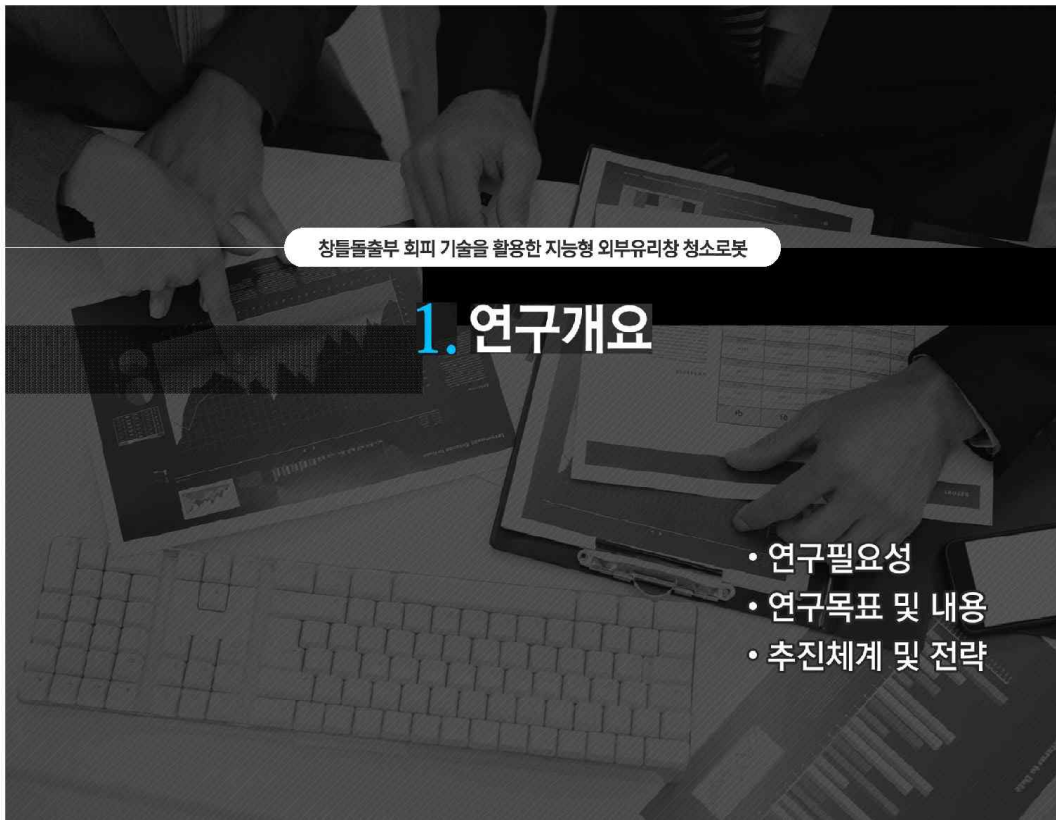 창틀돌출부 회피 기술을 활용한 지능형 외부유리창 청소로봇
1. 연구개요
• 연구필요성
• 연구목표 및 내용
• 추진체계 및 전략